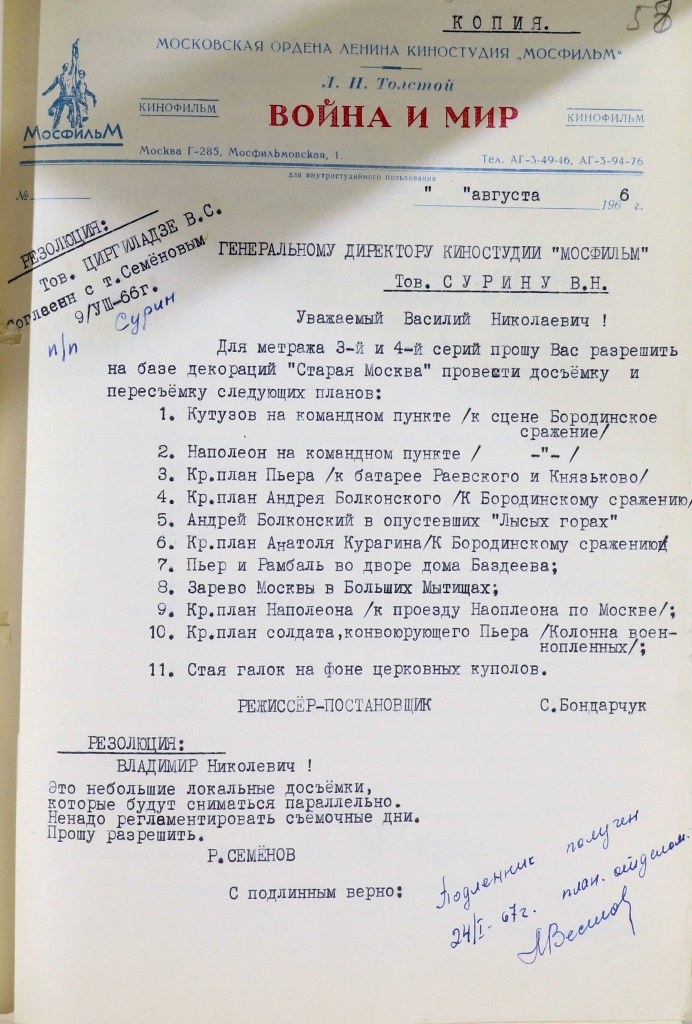 КОПИЯ.
58
МОСКОВСКАЯ ОРДЕНА ЛЕНИНА КИНОСТУДИЯ „МОСФИЛЬМ“
Л. Н. Толстой
КИНОФИЛЬМ
ВОЙНА И МИР
КИНОФИЛЬМ
МосфильМ
Москва Г-285, Мосфильмовская, 1.
Тел. АГ-3-49-46, АГ-3-94-76
для внутристудийного пользования
№
" "августа 1966 г.
РЕЗОЛЮЦИЯ:
Тов. ЦИРГИЛАДЗЕ В.С.
Согласен с т.Семёновым
9/УШ-66г.
п/п Сурин
ГЕНЕРАЛЬНОМУ ДИРЕКТОРУ КИНОСТУДИИ "МОСФИЛЬМ"
Тов. СУРИНУ В.Н.
Уважаемый Василий Николаевич !
Для метража 3-й и 4-й серий прошу Вас разрешить
на базе декораций "Старая Москва" провести досъёмку и
пересъёмку следующих планов:
1. Кутузов на командном пункте /к сцене Бородинское
сражение/
2. Наполеон на командном пункте / -"- /
3. Кр.план Пьера /к батарее Раевского и Князьково/
4. Кр.план Андрея Болконского /К Бородинскому сражению/
5. Андрей Болконский в опустевших "Лысых горах"
6. Кр.план Анатоля Курагина/К Бородинскому сражению/
7. Пьер и Рамбаль во дворе дома Баздеева;
8. Зарево Москвы в Больших Мытищах;
9. Кр.план Наполеона /к проезду Наоплеона по Москве/;
10. Кр.план солдата,конвоюрующего Пьера /Колонна воен-
нопленных/;
11. Стая галок на фоне церковных куполов.
РЕЖИССЁР-ПОСТАНОВЩИК С.Бондарчук
РЕЗОЛЮЦИЯ:
ВЛАДИМИР Николевич !
Это небольшие локальные досъёмки,
которые будут сниматься параллельно.
Ненадо регламентировать съёмочные дни.
Прошу разрешить.
Р.СЕМЁНОВ
С подлинным верно:
Подленник получен
24/I-67г. план. отделом.